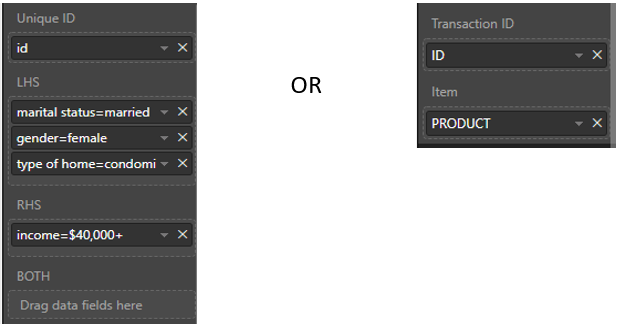 Unique ID
id
LHS
marital status=married
gender=female
type of home=condomi
RHS
income=$40,000+
BOTH
Drag data fields here
OR
Transaction ID
ID
Item
PRODUCT